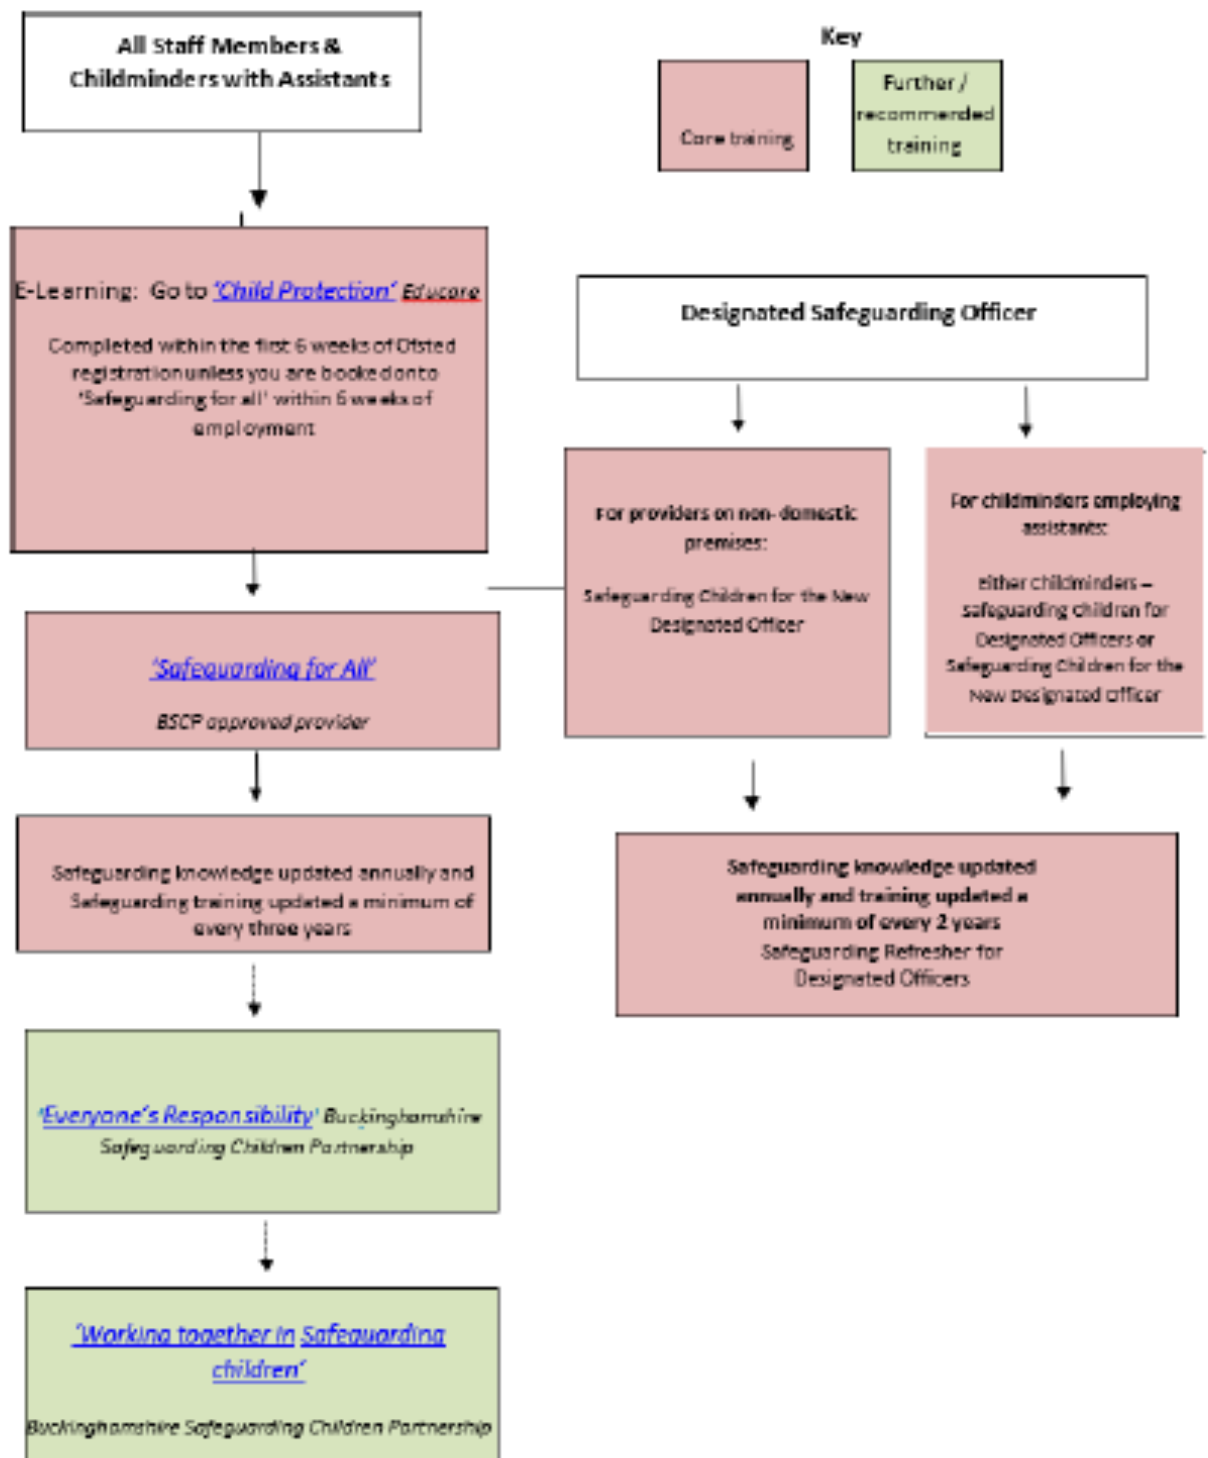 All Staff Members &
Childminders with Assistants
Key
Core training
Further /
recommended
training
E-Learning:  Go to 'Child Protection' Educare
Completed within the first 6 weeks of Ofsted
registration unless you are booked onto
'Safeguarding for all' within 6 weeks of
employment
'Safeguarding for All'
BSCP approved provider
Safeguarding knowledge updated annually and
Safeguarding training updated a minimum of
every three years
'Everyone's Responsibility' Buckinghamshire
Safeguarding Children Partnership
'Working together in Safeguarding
children'
Buckinghamshire Safeguarding Children Partnership
Designated Safeguarding Officer
For providers on non-domestic
premises:
Safeguarding Children for the New
Designated Officer
For childminders employing
assistants:
Either Childminders –
Safeguarding Children for
Designated Officers or
Safeguarding Children for the
New Designated Officer
Safeguarding knowledge updated
annually and training updated a
minimum of every 2 years
Safeguarding Refresher for
Designated Officers